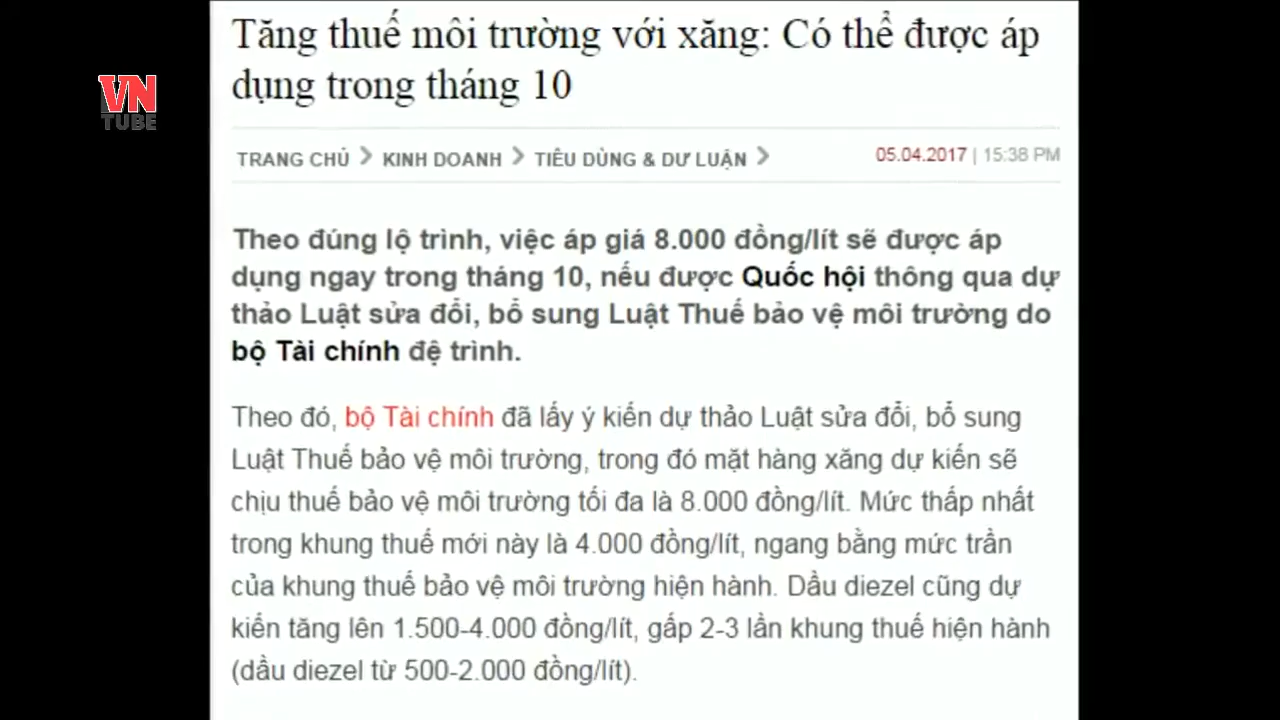 Tăng thuế môi trường với xăng: Có thể được áp
dụng trong tháng 10
VN
TUBE
TRANG CHỦ > KINH DOANH > TIÊU DÙNG & DƯ LUẬN >
05.04.2017 | 15:38 PM
Theo đúng lộ trình, việc áp giá 8.000 đồng/lít sẽ được áp
dụng ngay trong tháng 10, nếu được Quốc hội thông qua dự
thảo Luật sửa đổi, bổ sung Luật Thuế bảo vệ môi trường do
bộ Tài chính đệ trình.
Theo đó, bộ Tài chính đã lấy ý kiến dự thảo Luật sửa đổi, bổ sung
Luật Thuế bảo vệ môi trường, trong đó mặt hàng xăng dự kiến sẽ
chịu thuế bảo vệ môi trường tối đa là 8.000 đồng/lít. Mức thấp nhất
trong khung thuế mới này là 4.000 đồng/lít, ngang bằng mức trần
của khung thuế bảo vệ môi trường hiện hành. Dầu diezel cũng dự
kiến tăng lên 1.500-4.000 đồng/lít, gấp 2-3 lần khung thuế hiện hành
(dầu diezel từ 500-2.000 đồng/lít).